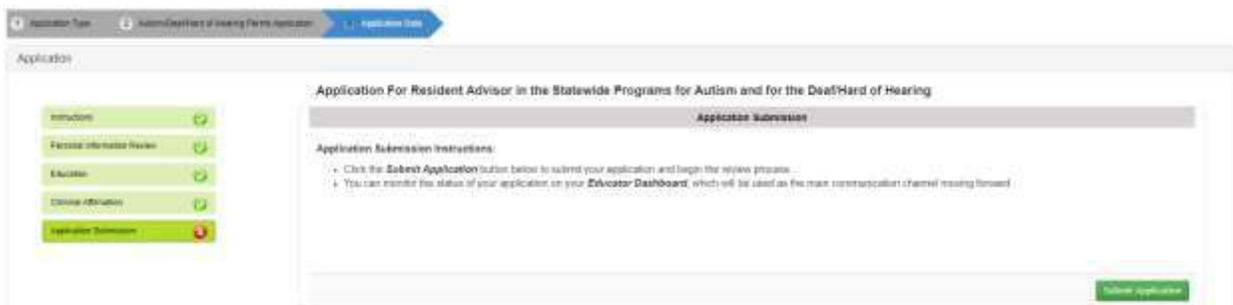 1 Application Type 2 Autism/Deaf/Hard of Hearing Permit Application Application Data
Application
Application For Resident Advisor in the Statewide Programs for Autism and for the Deaf/Hard of Hearing
Instructions
Personal Information Review
Education
Criminal Affirmation
Application Submission
Application Submission
Application Submission Instructions:
Click the Submit Application button below to submit your application and begin the review process.
You can monitor the status of your application on your Educator Dashboard, which will be used as the main communication channel moving forward
Submit Application